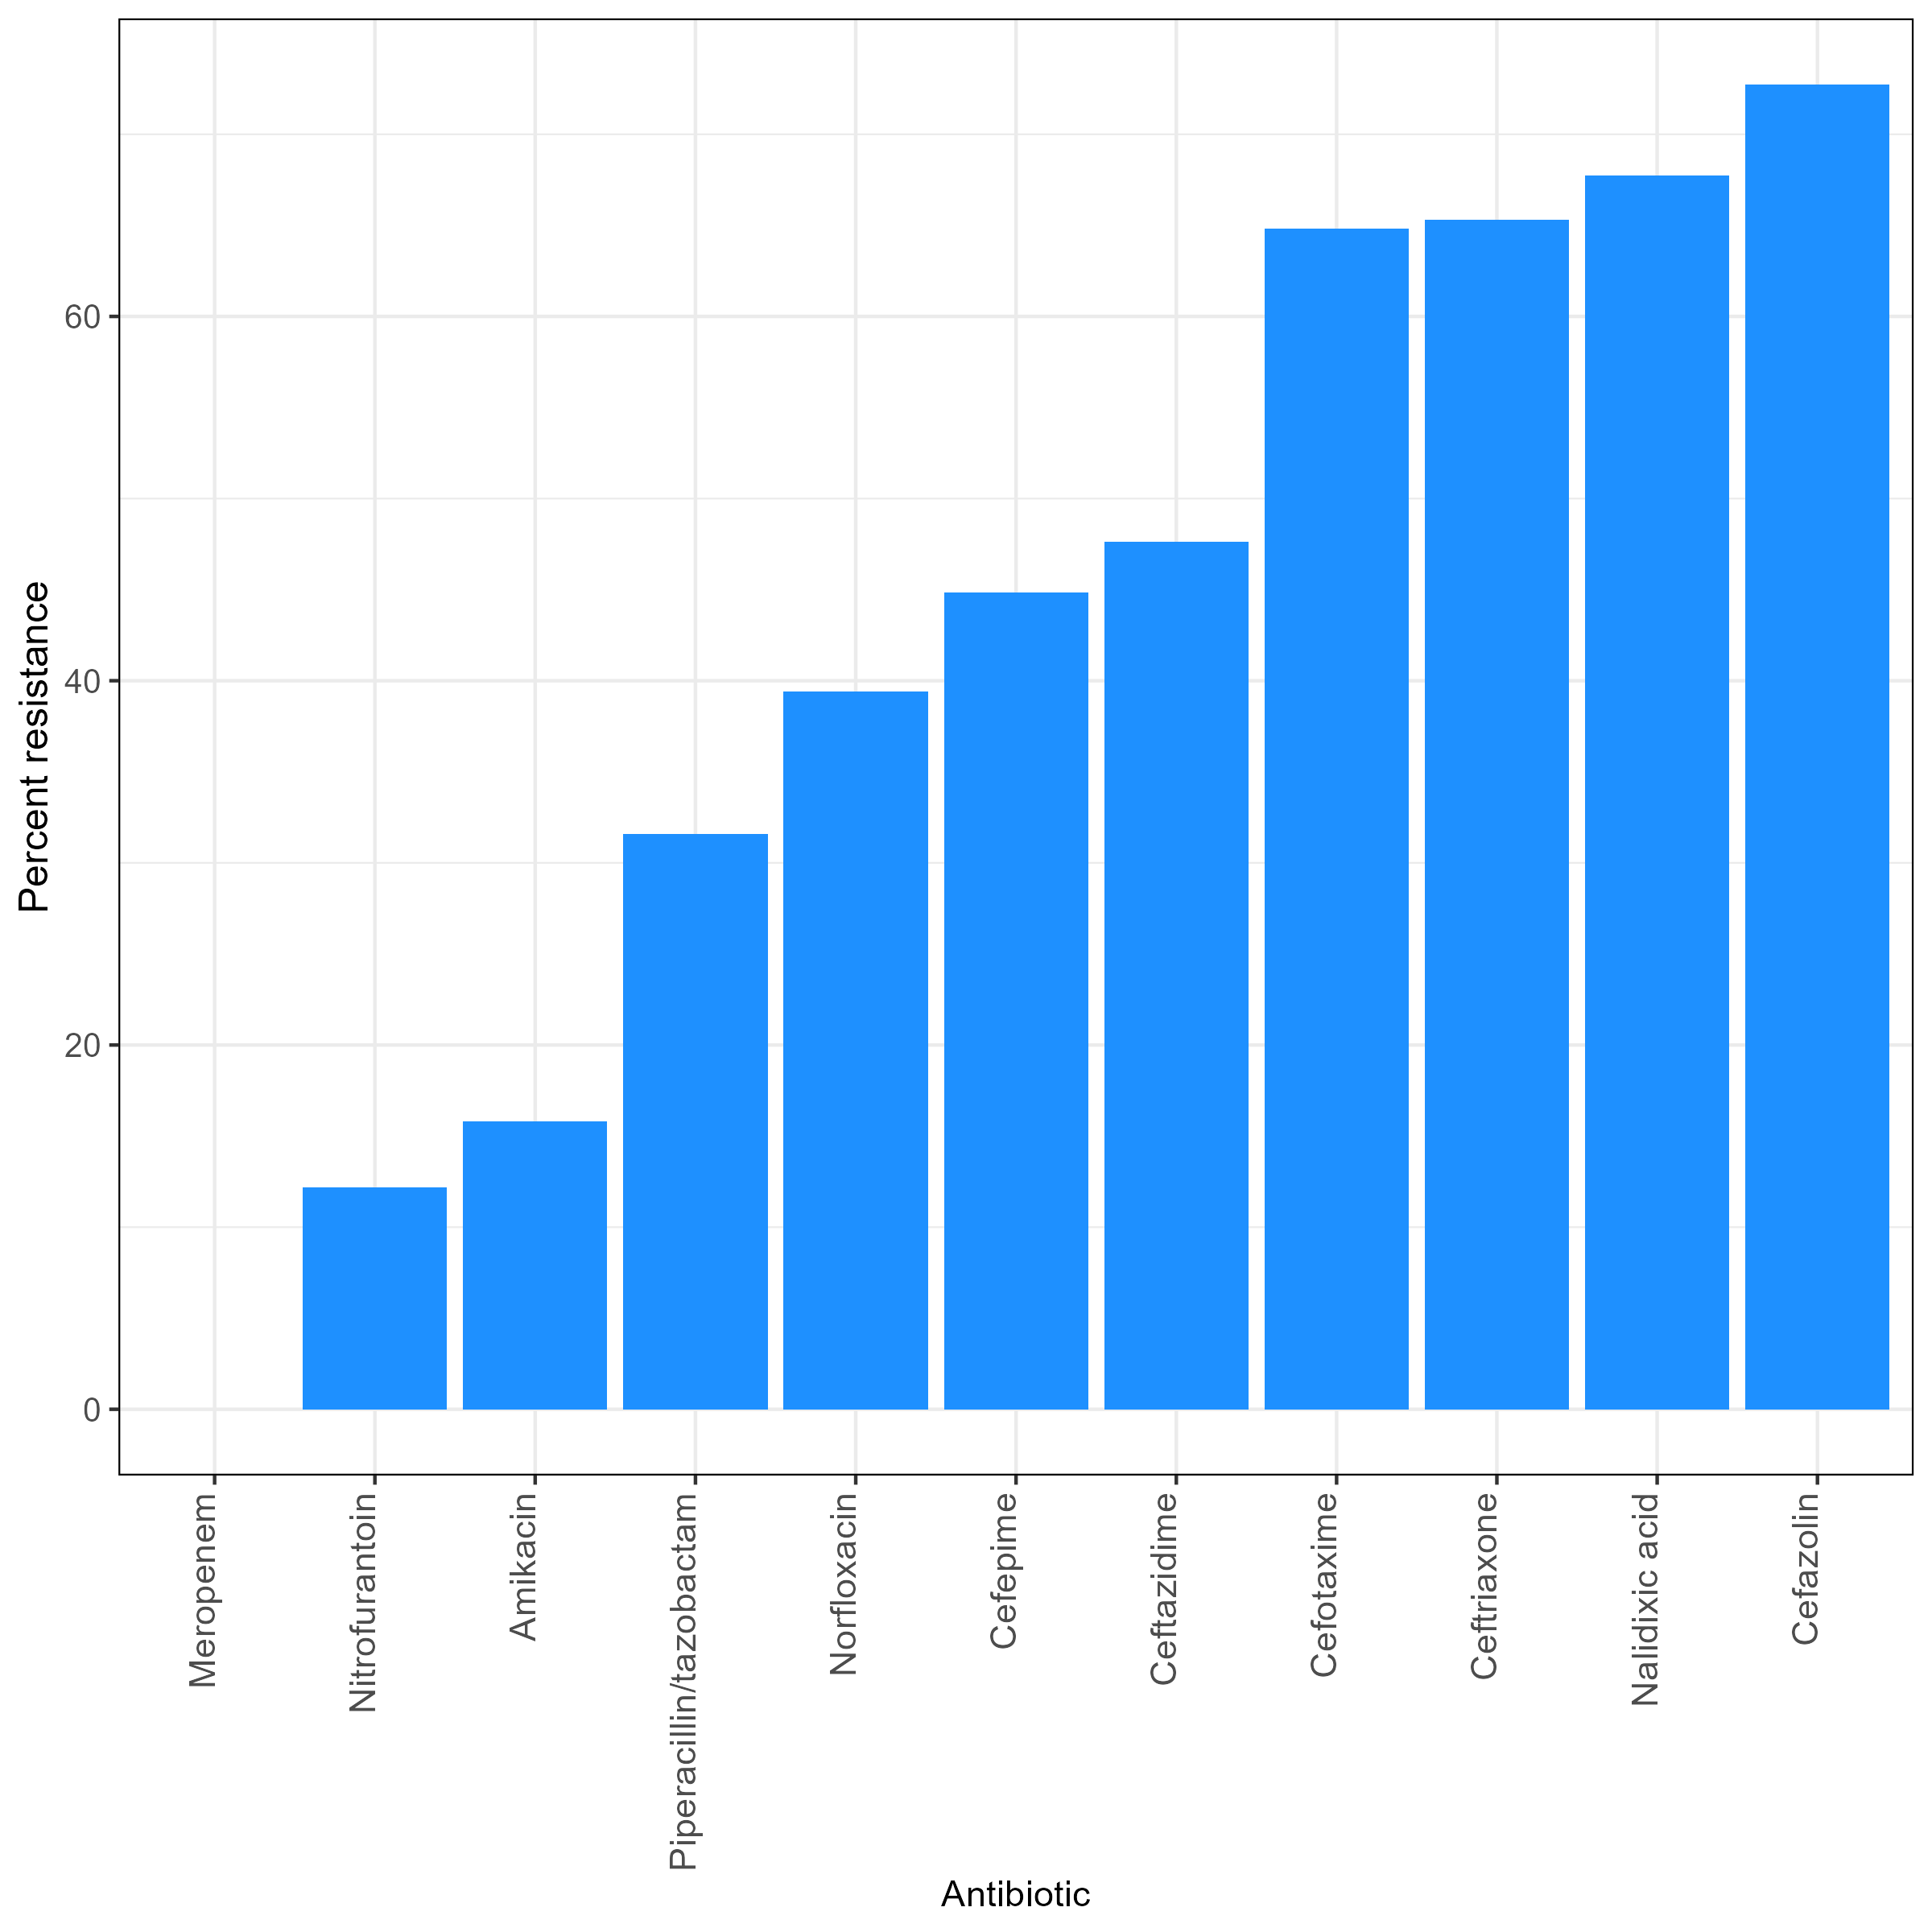 Percent resistance
60
40
20
0
Meropenem
Nitrofurantoin
Amikacin
Piperacillin/tazobactam
Norfloxacin
Cefepime
Ceftazidime
Cefotaxime
Ceftriaxone
Nalidixic acid
Cefazolin
Antibiotic